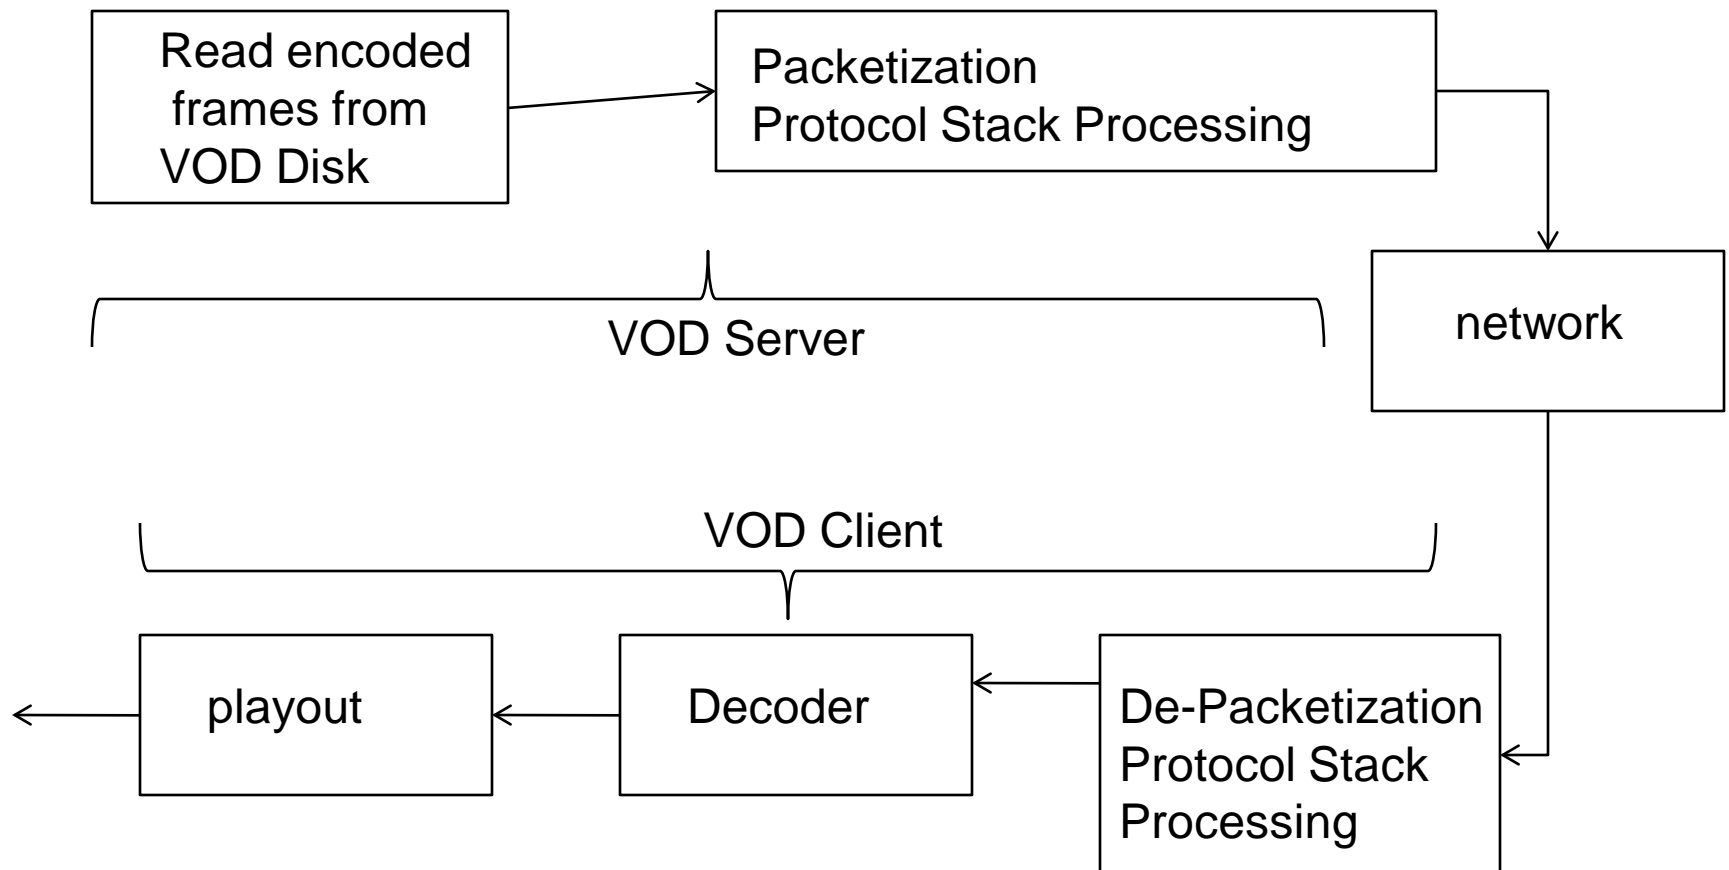 Read encoded
frames from
VOD Disk
Packetization
Protocol Stack Processing
VOD Server
network
VOD Client
playout
Decoder
De-Packetization
Protocol Stack
Processing